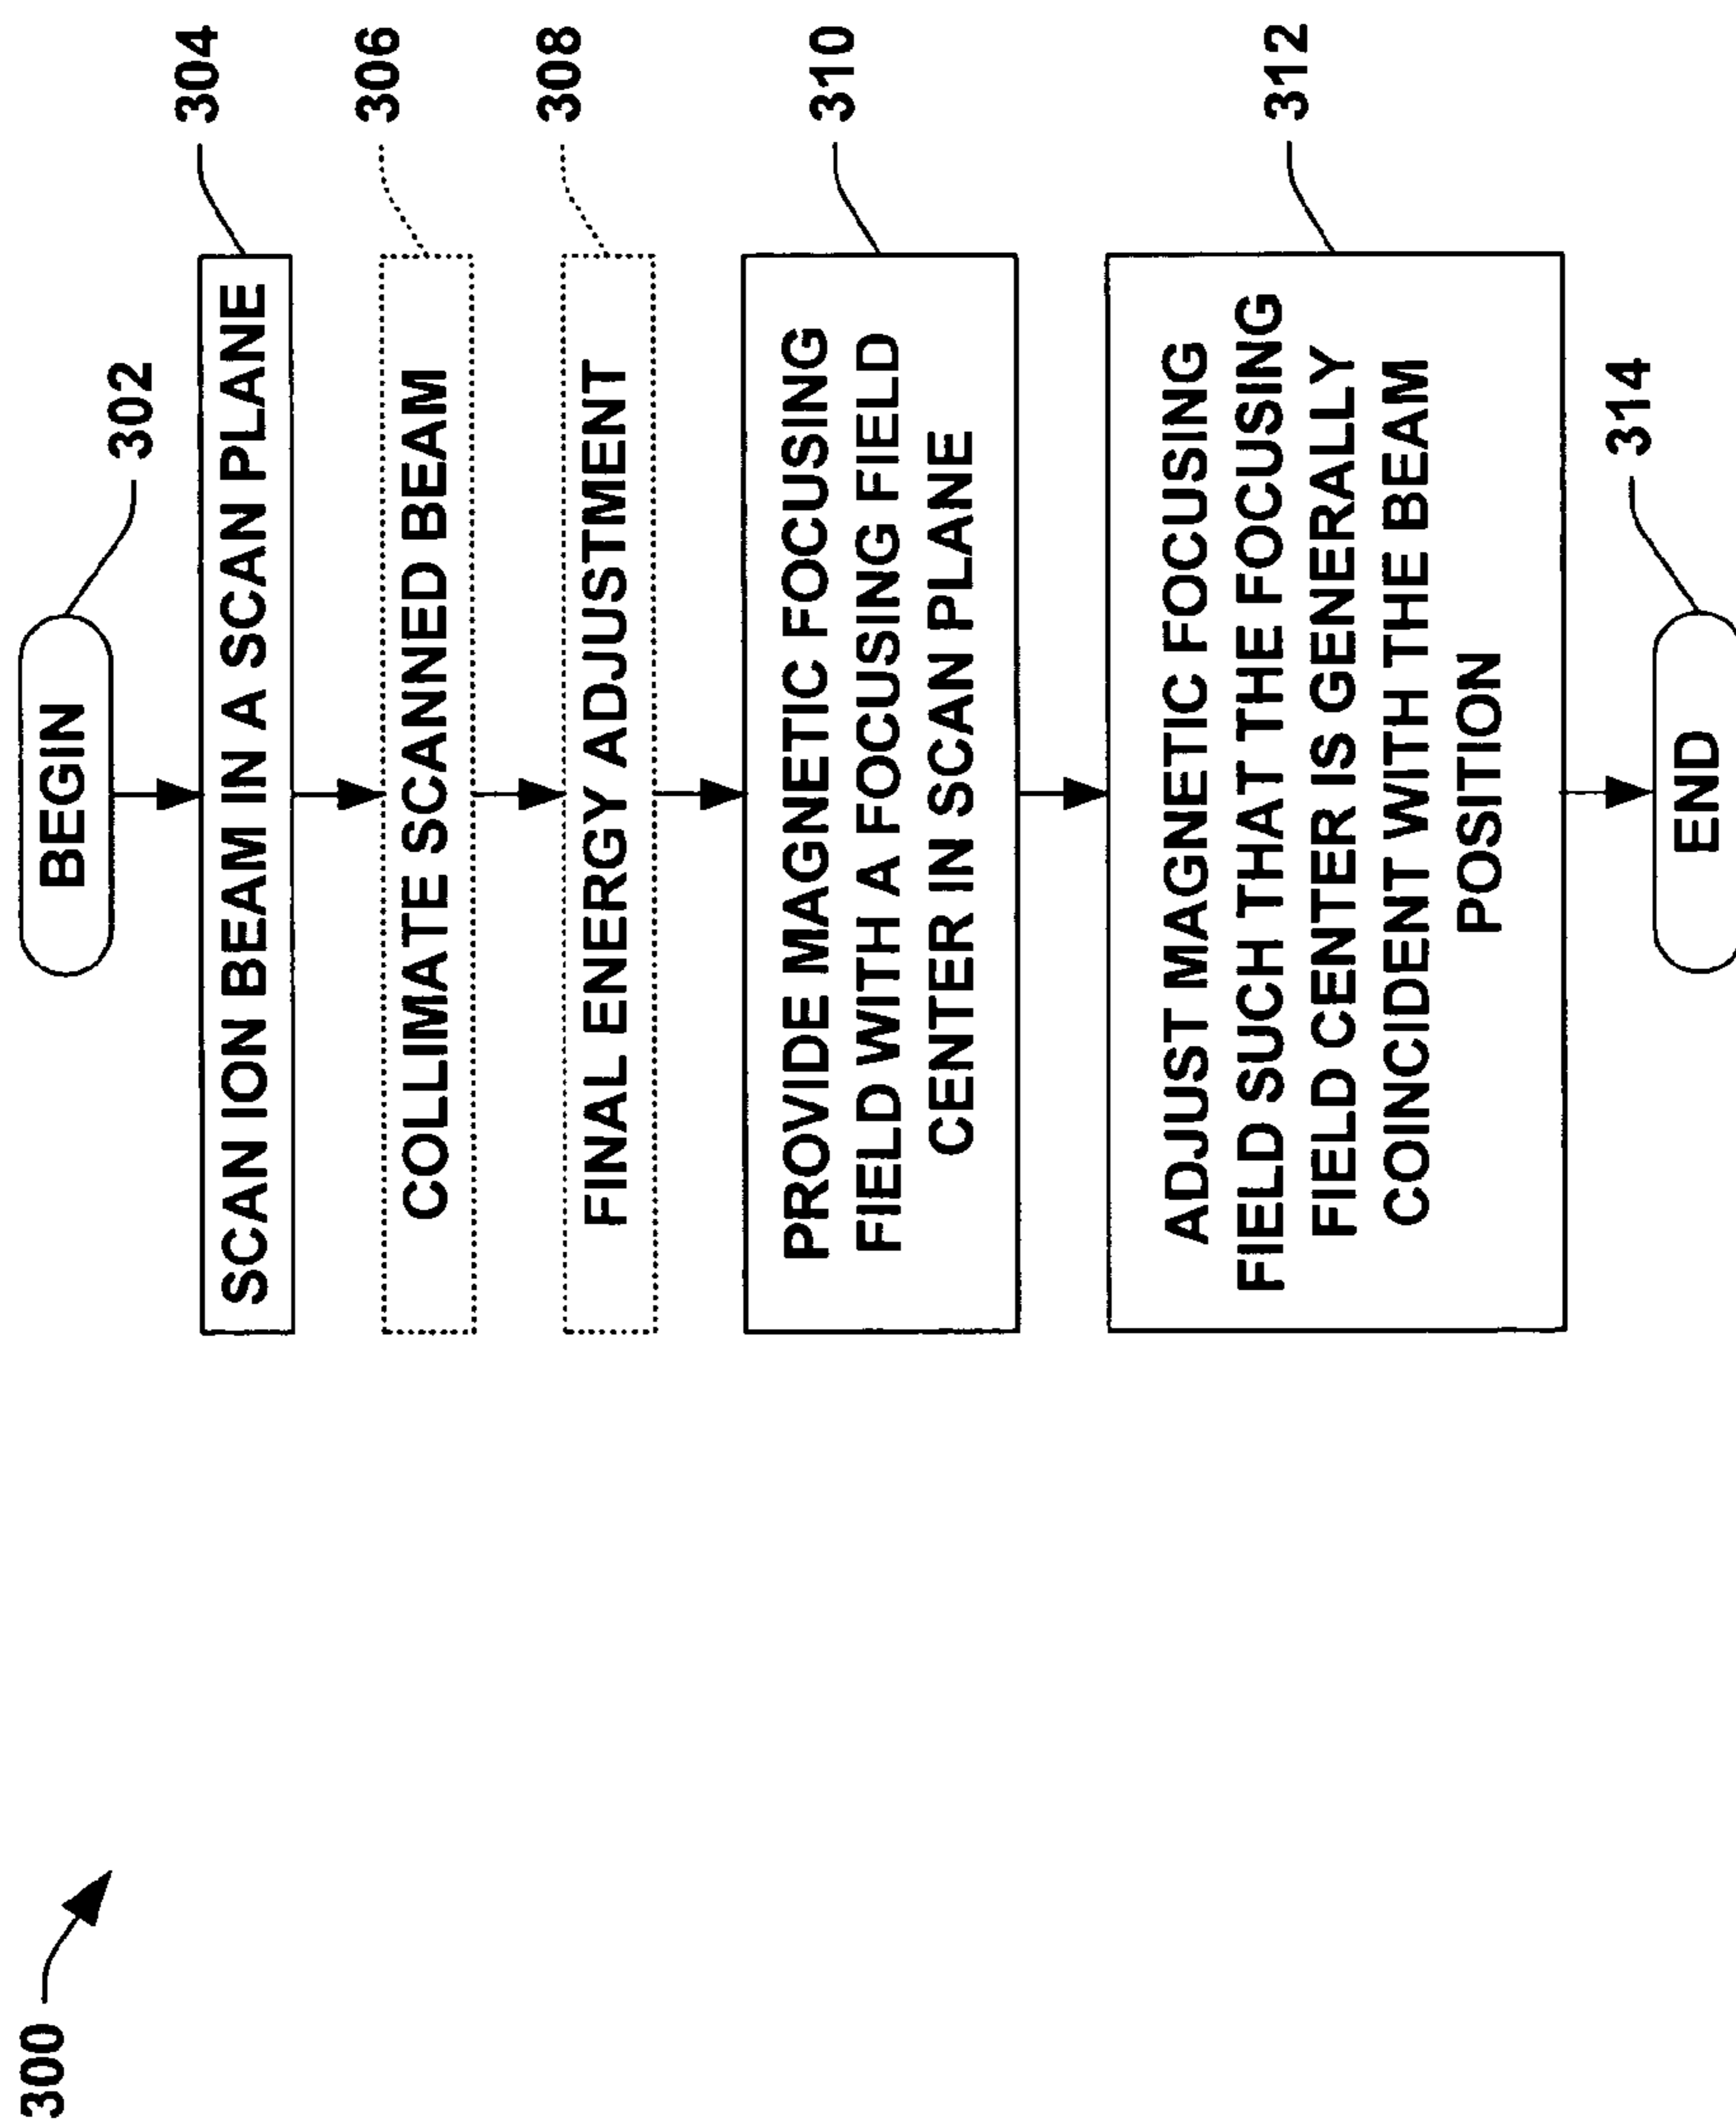 300
BEGIN
302
SCAN ION BEAM IN A SCAN PLANE
304
COLLIMATE SCANNED BEAM
306
FINAL ENERGY ADJUSTMENT
308
PROVIDE MAGNETIC FOCUSING
FIELD WITH A FOCUSING FIELD
CENTER IN SCAN PLANE
310
ADJUST MAGNETIC FOCUSING
FIELD SUCH THAT THE FOCUSING
FIELD CENTER IS GENERALLY
COINCIDENT WITH THE BEAM
POSITION
312
END
314